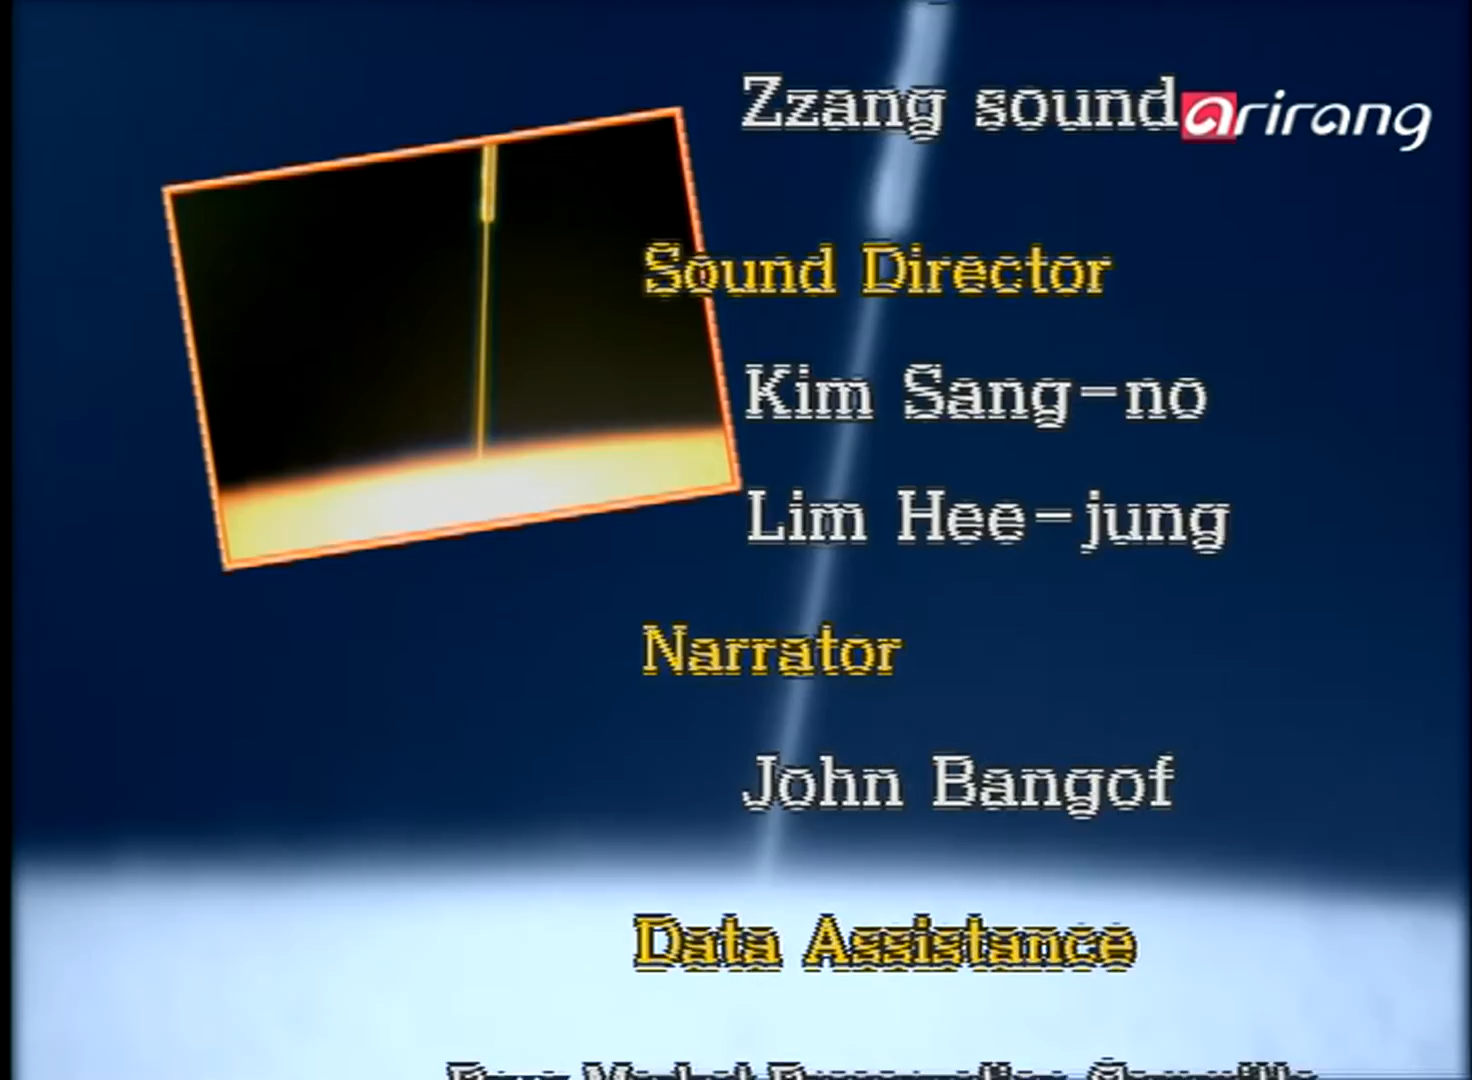 Zzang sound
arirang
Sound Director
Kim Sang-no
Lim Hee-jung
Narrator
John Bangof
Data Assistance